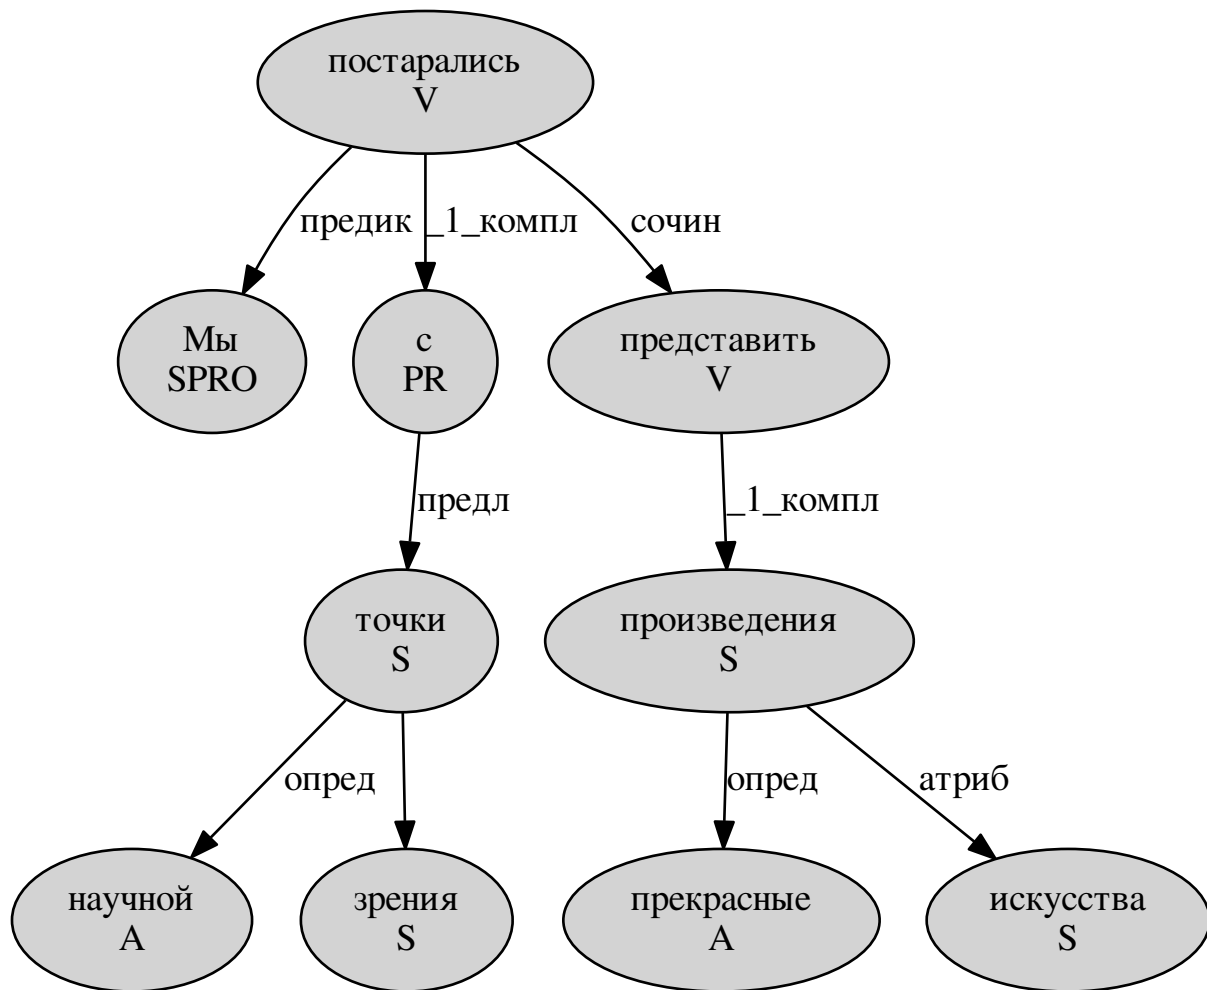 постарались
V
предик
_1_компл
сочин
Мы
SPRO
с
PR
представить
V
предл
_1_компл
точки
S
произведения
S
опред
опред
атриб
научной
A
зрения
S
прекрасные
A
искусства
S